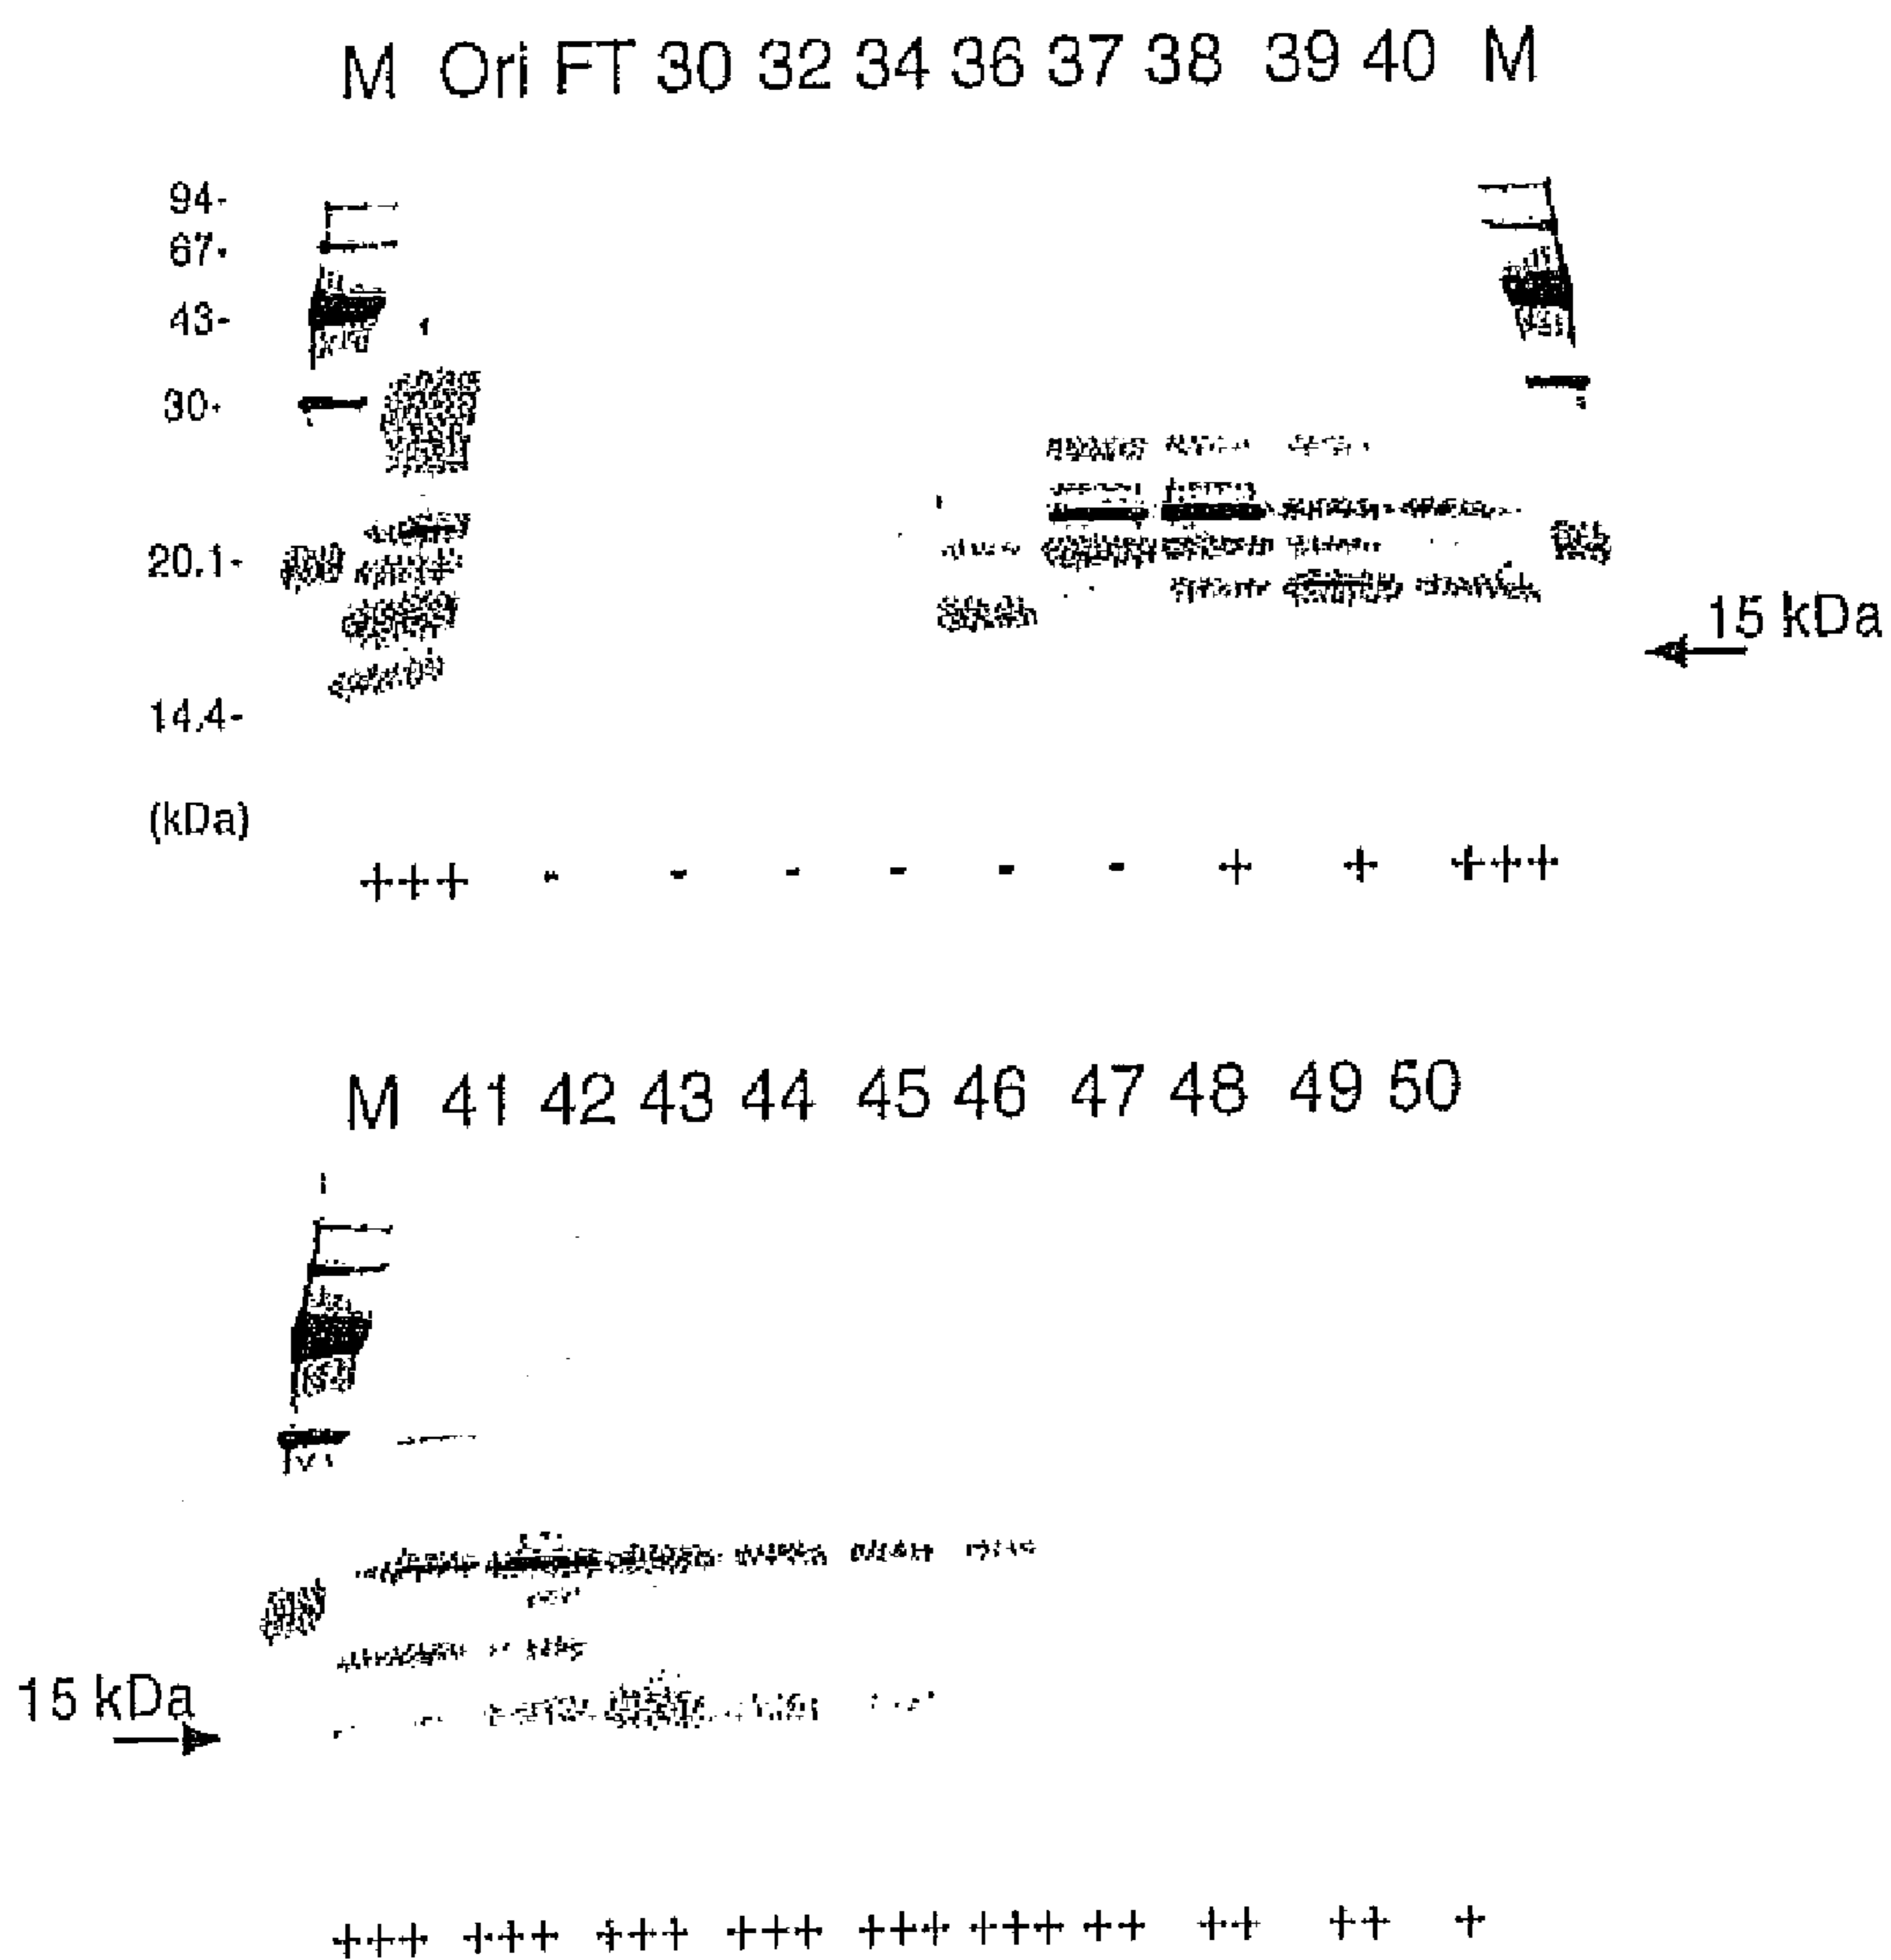 M Ori FT 30 32 34 36 37 38 39 40 M
94-
67-
43-
30-
20.1-
15 kDa
14.4-
(kDa)
+++ - - - - - - + + +++
M 41 42 43 44 45 46 47 48 49 50
15 kDa
+++ +++ +++ +++ +++ +++ ++ ++ ++ +